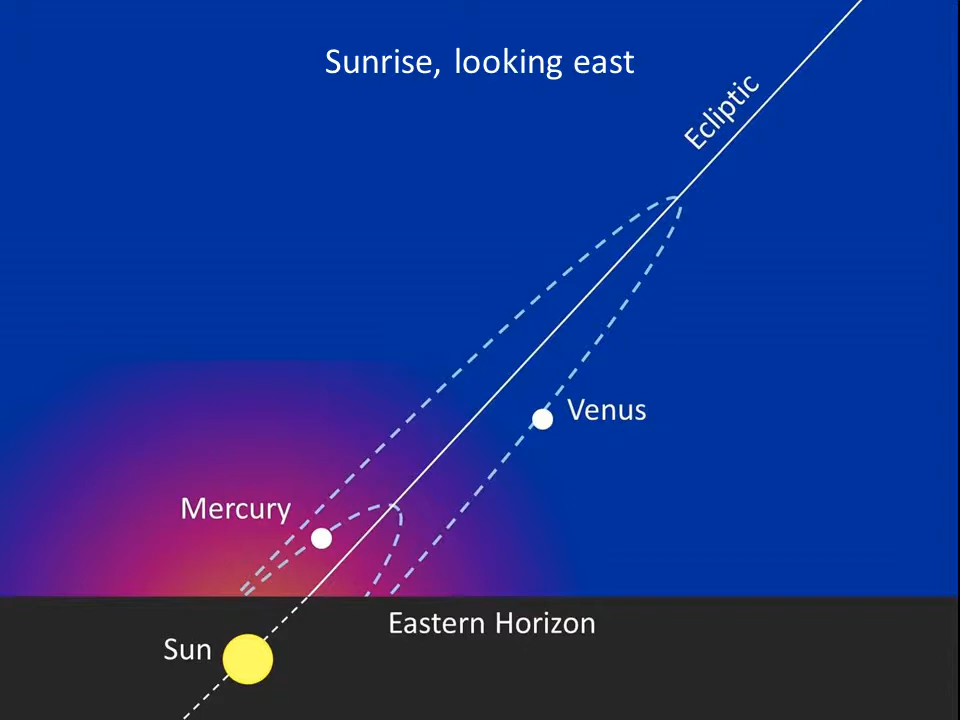 Sunrise, looking east
Ecliptic
Venus
Mercury
Eastern Horizon
Sun